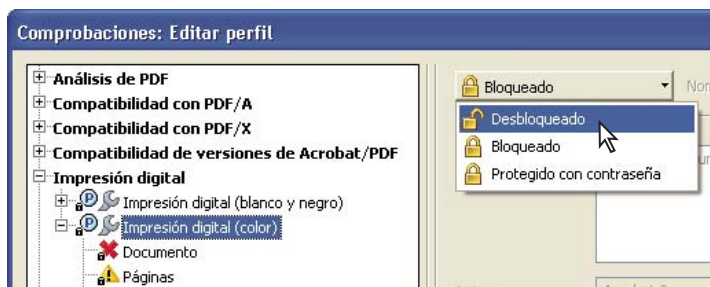 Comprobaciones: Editar perfil
Análisis de PDF
Compatibilidad con PDF/A
Compatibilidad con PDF/X
Compatibilidad de versiones de Acrobat/PDF
Impresión digital
Impresión digital (blanco y negro)
Impresión digital (color)
Documento
Páginas
Bloqueado
Desbloqueado
Bloqueado
Protegido con contraseña